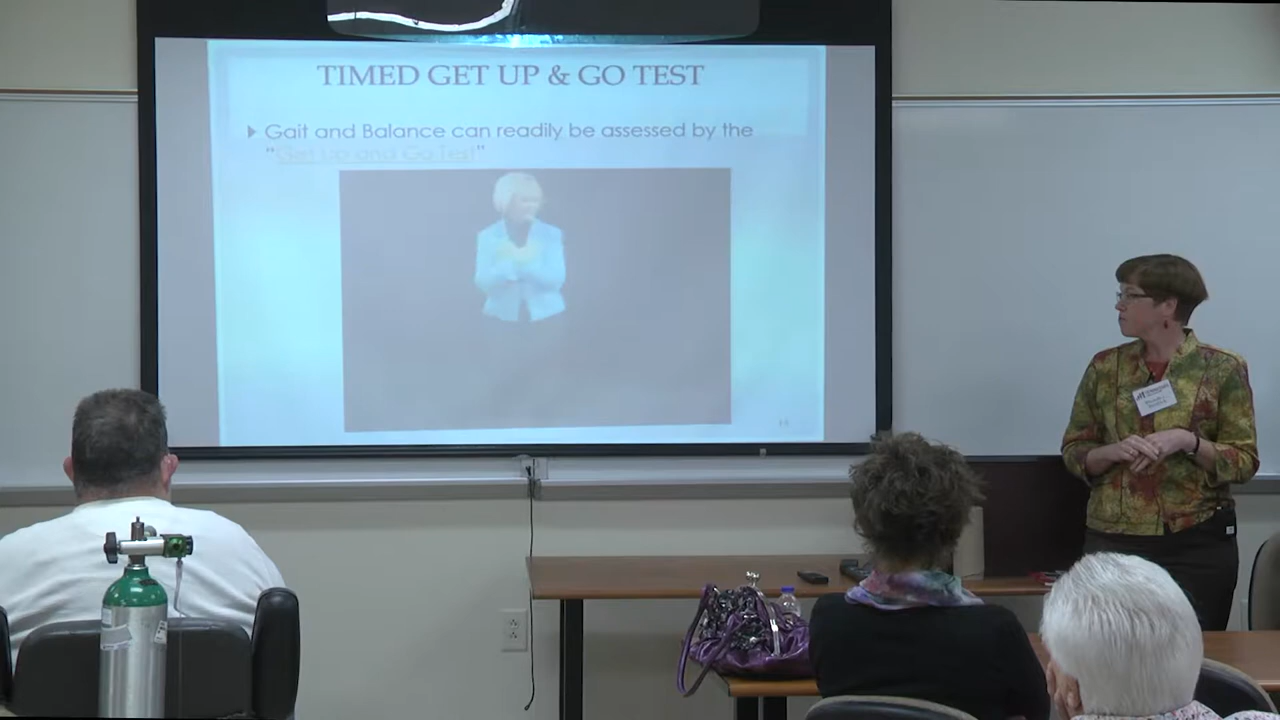 TIMED GET UP & GO TEST
Gait and Balance can readily be assessed by the
"Get Up and Go Test"